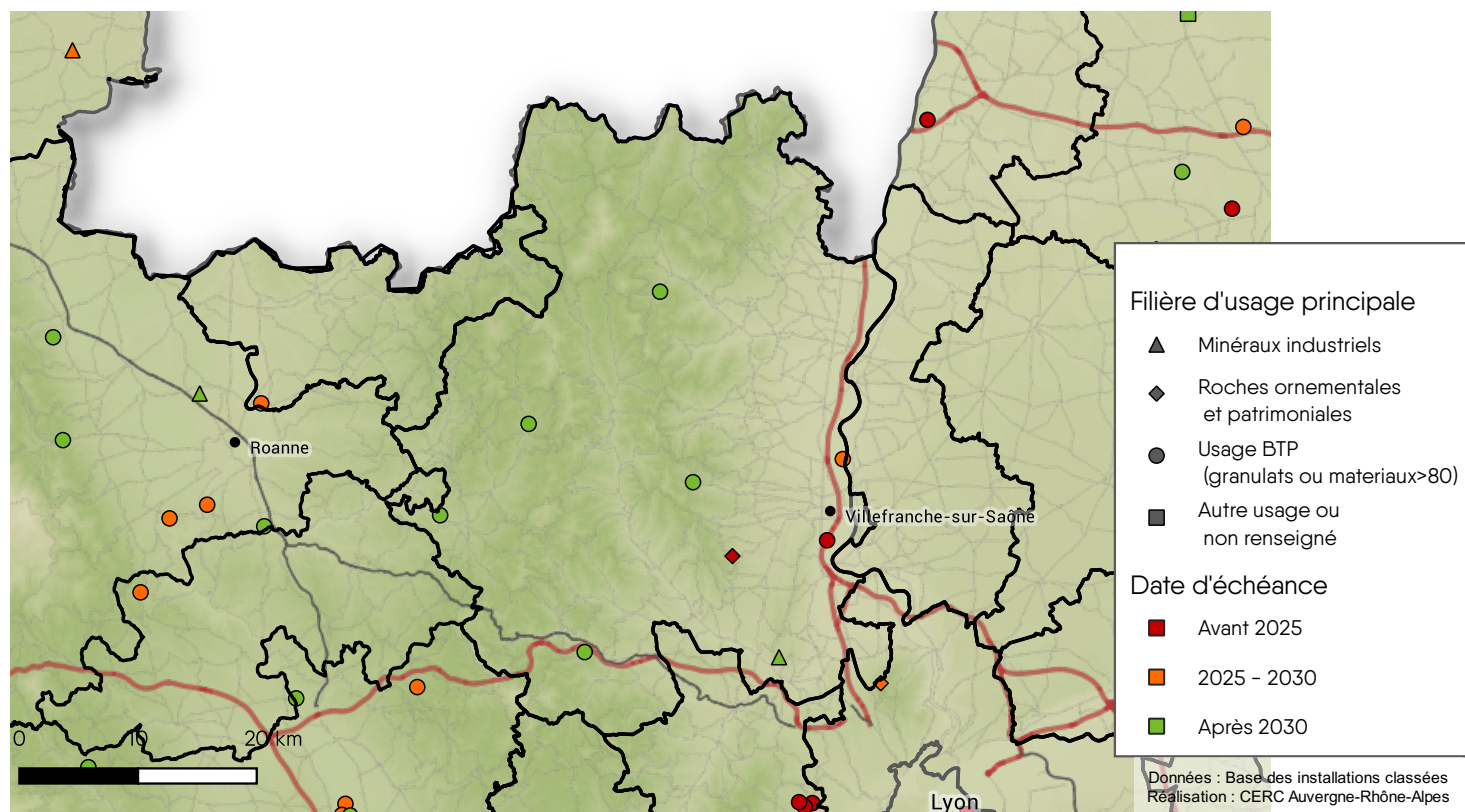 Roanne
Villefranche-sur-Saône
Lyon
0 10 20 km
Filière d'usage principale
Minéraux industriels
Roches ornementales
et patrimoniales
Usage BTP
(granulats ou materiaux>80)
Autre usage ou
non renseigné
Date d'échéance
Avant 2025
2025 - 2030
Après 2030
Données : Base des installations classées
Réalisation : CERC Auvergne-Rhône-Alpes